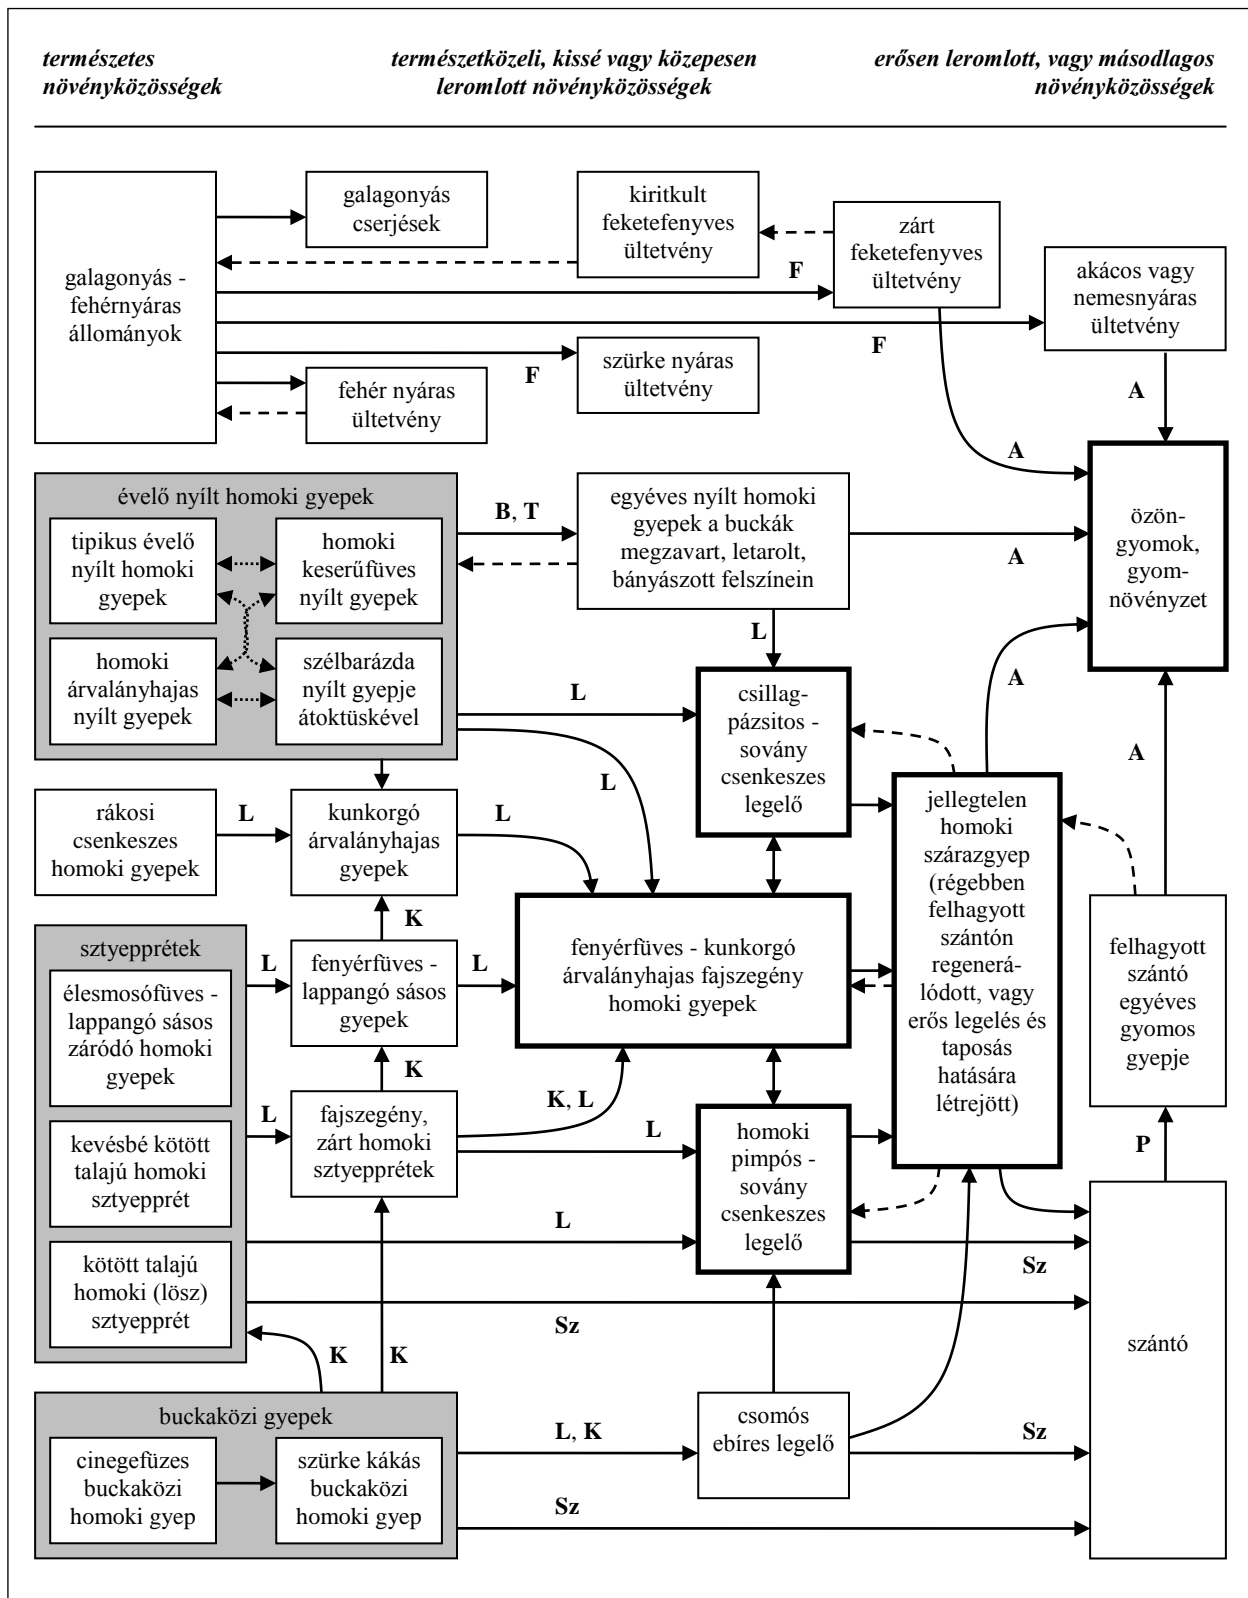 természetes
növényközösségek
természetközeli, kissé vagy közepesen
leromlott növényközösségek
erősen leromlott, vagy másodlagos
növényközösségek
galagonyás -
fehérnyáras
állományok
galagonyás
cserjések
kiritkult
feketefenyves
ültetvény
zárt
feketefenyves
ültetvény
akácos vagy
nemesnyáras
ültetvény
F
F
F
szürke nyáras
ültetvény
fehér nyáras
ültetvény
A
A
évelő nyílt homoki gyepek
tipikus évelő
nyílt homoki
gyepek
homoki
keserűfüves
nyílt gyepek
homoki
árvalányhajas
nyílt gyepek
szélbarázda
nyílt gyepje
átoktüskével
B, T
egyéves nyílt homoki
gyepek a buckák
megzavart, letarolt,
bányászott felszínein
A
özön-
gyomok,
gyom-
növényzet
L
L
L
csillag-
pázsitos -
sovány
csenkeszes
legelő
A
A
rákosi
csenkeszes
homoki gyepek
L
kunkorgó
árvalányhajas
gyepek
L
jellegtelen
homoki
szárazgyep
(régebben
felhagyott
szántón
regenerá-
lódott, vagy
erős legelés és
taposás
hatására
létrejött)
K
sztyepprétek
élesmosófüves -
lappangó sásos
záródó homoki
gyepek
kevésbé kötött
talajú homoki
sztyepprét
kötött talajú
homoki (lösz)
sztyepprét
L
fenyérfüves -
lappangó sásos
gyepek
L
fenyérfüves - kunkorgó
árvalányhajas fajszegény
homoki gyepek
felhagyott
szántó
egyéves
gyomos
gyepje
K
L
fajszegény,
zárt homoki
sztyepprétek
K, L
L
homoki
pimpós -
sovány
csenkeszes
legelő
P
L
Sz
Sz
szántó
K
K
buckaközi gyepek
cinegefüzes
buckaközi
homoki gyep
szürke kákás
buckaközi
homoki gyep
L, K
csomós
ebíres legelő
Sz
Sz